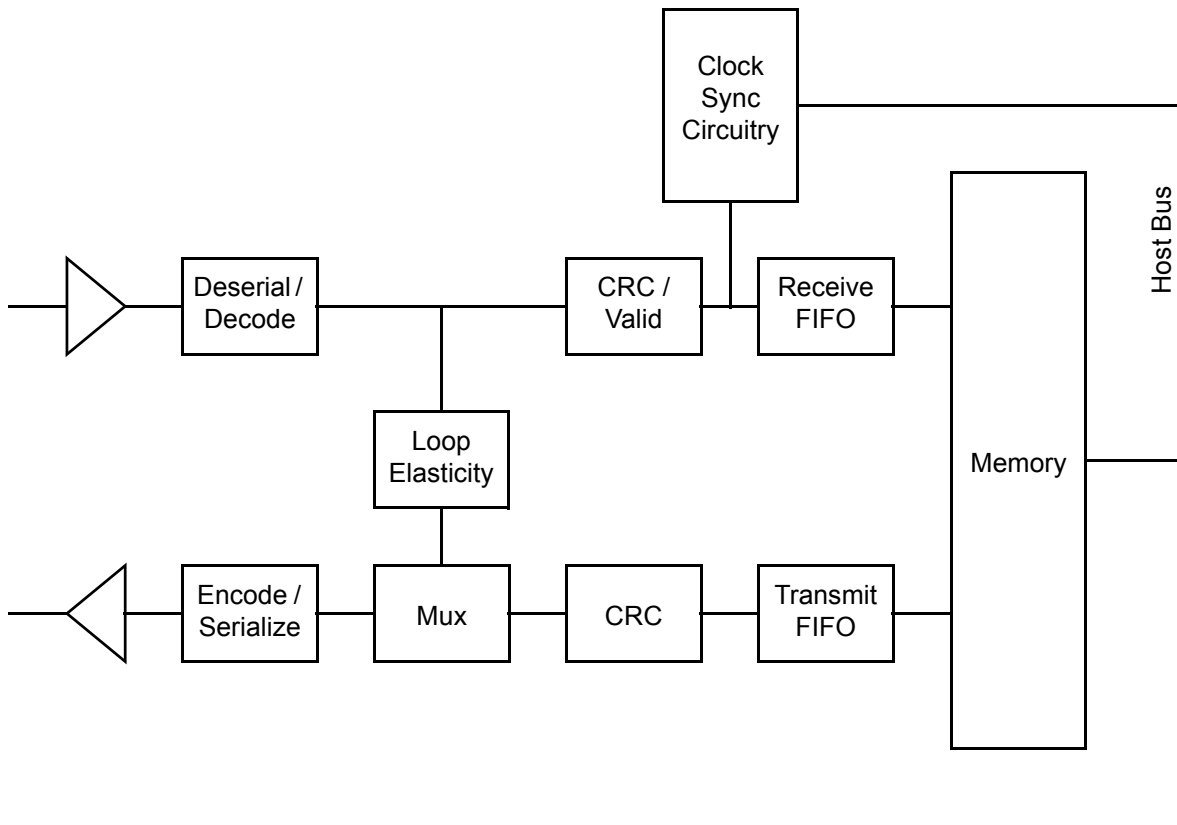 Clock
Sync
Circuitry
Host Bus
Deserial /
Decode
CRC /
Valid
Receive
FIFO
Loop
Elasticity
Memory
Encode /
Serialize
Mux
CRC
Transmit
FIFO